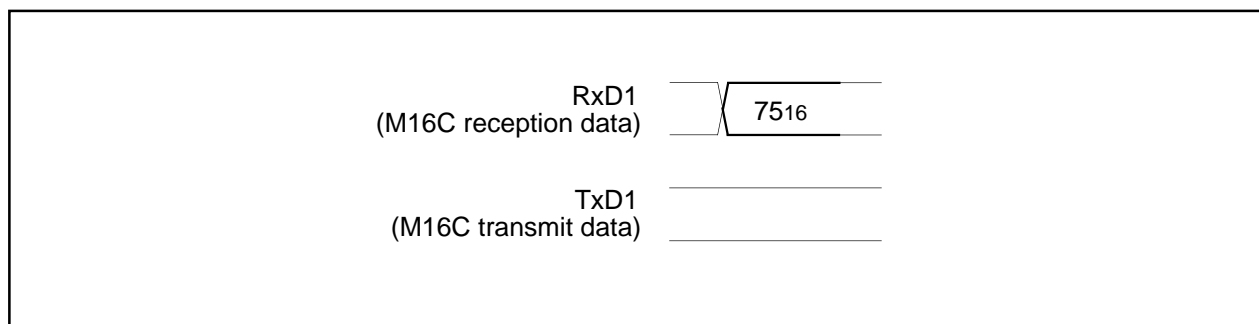 RxD1
(M16C reception data)
7516
TxD1
(M16C transmit data)